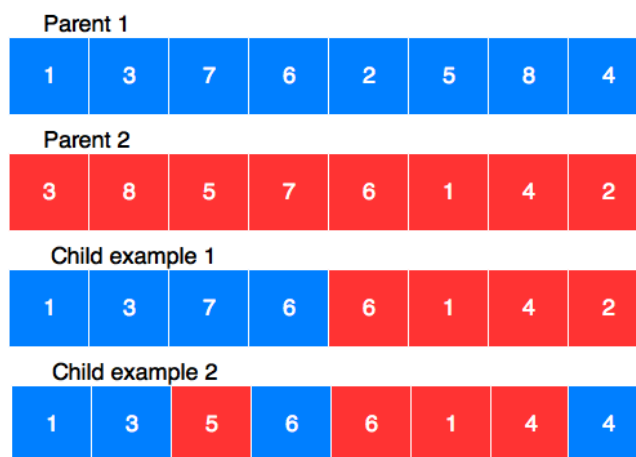 Parent 1
1 3 7 6 2 5 8 4
Parent 2
3 8 5 7 6 1 4 2
Child example 1
1 3 7 6 6 1 4 2
Child example 2
1 3 5 6 6 1 4 4